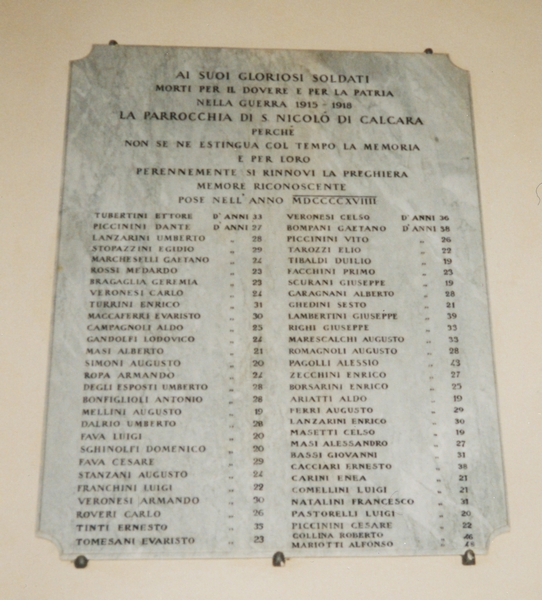 AI SUOI GLORIOSI SOLDATI
MORTI PER IL DOVERE E PER LA PATRIA
NELLA GUERRA 1915-1918
LA PARROCCHIA DI S. NICOLÓ DI CALCARA
PERCHÈ
NON SE NE ESTINGUA COL TEMPO LA MEMORIA
E PER LORO
PERENNEMENTE SI RINNOVI LA PREGHIERA
MEMORE RICONOSCENTE
POSE NELL'ANNO MDCCCCXVIIII
TUBERTINI ETTORE D'ANNI 33
PICCININI DANTE D'ANNI 27
LANZARINI UMBERTO " 28
STOPAZZINI EGIDIO " 29
MARCHESELLI GAETANO " 24
ROSSI MEDARDO " 23
BRAGAGLIA GEREMIA " 23
VERONESI CARLO " 24
TURRINI ENRICO " 31
MACCAFERRI EVARISTO " 30
CAMPAGNOLI ALDO " 25
GANDOLFI LODOVICO " 24
MASI ALBERTO " 21
SIMONI AUGUSTO " 20
ROPA ARMANDO " 24
DEGLI ESPOSTI UMBERTO " 28
BONFIGLIOLI ANTONIO " 28
MELLINI AUGUSTO " 19
DALRIO UMBERTO " 28
FAVA LUIGI " 20
SGHINOLFI DOMENICO " 20
FAVA CESARE " 29
STANZANI AUGUSTO " 24
FRANCHINI LUIGI " 22
VERONESI ARMANDO " 30
ROVERI CARLO " 26
TINTI ERNESTO " 33
TOMESANI EVARISTO " 23
VERONESI CELSO D'ANNI 36
BOMPANI GAETANO D'ANNI 38
PICCININI VITO " 26
TAROZZI ELIO " 22
TIBALDI DUILIO " 19
FACCHINI PRIMO " 23
SCURANI GIUSEPPE " 19
GARAGNANI ALBERTO " 28
GHEDINI SESTO " 21
LAMBERTINI GIUSEPPE " 39
RIGHI GIUSEPPE " 33
MARESCALCHI AUGUSTO " 33
ROMAGNOLI AUGUSTO " 28
PAGOLLI ALESSIO "
ZECCHINI ENRICO " 27
BORSARINI ENRICO " 25
ARIATTI ALDO " 19
FERRI AUGUSTO " 29
LANZARINI ENRICO " 30
MASETTI CELSO " 19
MASI ALESSANDRO " 27
BASSI GIOVANNI " 31
CACCIARI ERNESTO " 38
CARINI ENEA " 21
COMELLINI LUIGI " 21
NATALINI FRANCESCO " 31
PASTORELLI LUIGI " 20
PICCININI CESARE " 22
COLLINA ROBERTO "
MARIOTTI ALFONSO "